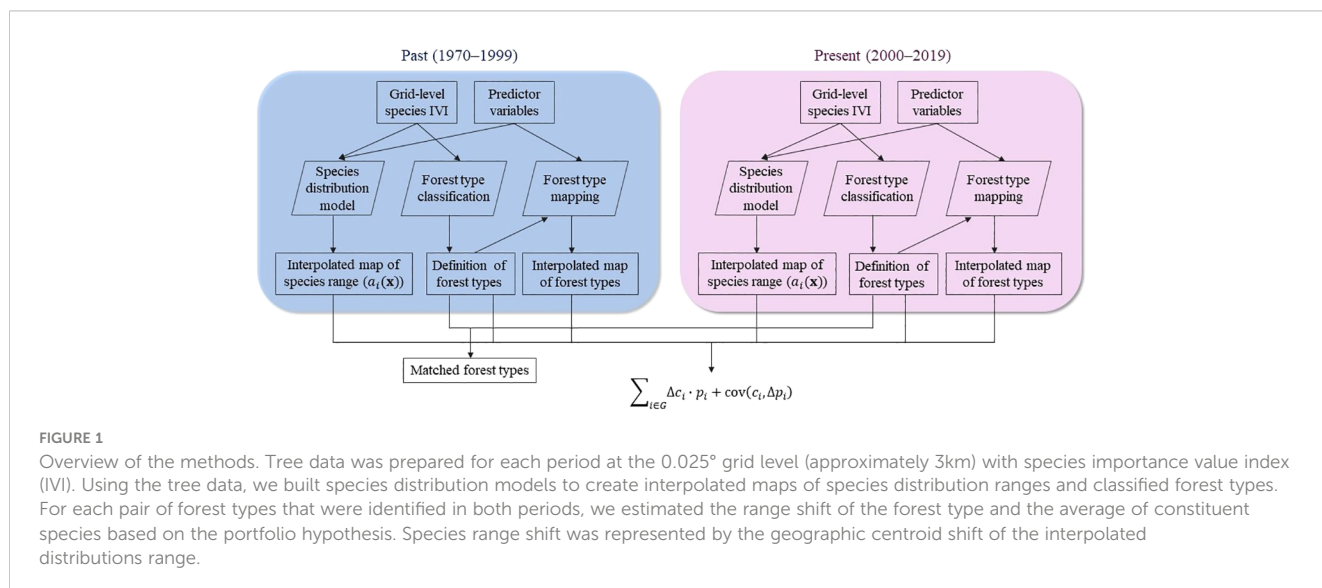 Past (1970–1999)
Present (2000–2019)
Grid-level
species IVI
Predictor
variables
Grid-level
species IVI
Predictor
variables
Species
distribution
model
Forest type
classification
Forest type
mapping
Species
distribution
model
Forest type
classification
Forest type
mapping
Interpolated map of
species range (a_i(x))
Definition of
forest types
Interpolated map
of forest types
Interpolated map of
species range (a_i(x))
Definition of
forest types
Interpolated map
of forest types
Matched forest types
∑_{i∈G} Δc_i · p_i + cov(c_i, Δp_i)
FIGURE 1
Overview of the methods. Tree data was prepared for each period at the 0.025° grid level (approximately 3km) with species importance value index
(IVI). Using the tree data, we built species distribution models to create interpolated maps of species distribution ranges and classified forest types.
For each pair of forest types that were identified in both periods, we estimated the range shift of the forest type and the average of constituent
species based on the portfolio hypothesis. Species range shift was represented by the geographic centroid shift of the interpolated
distributions range.